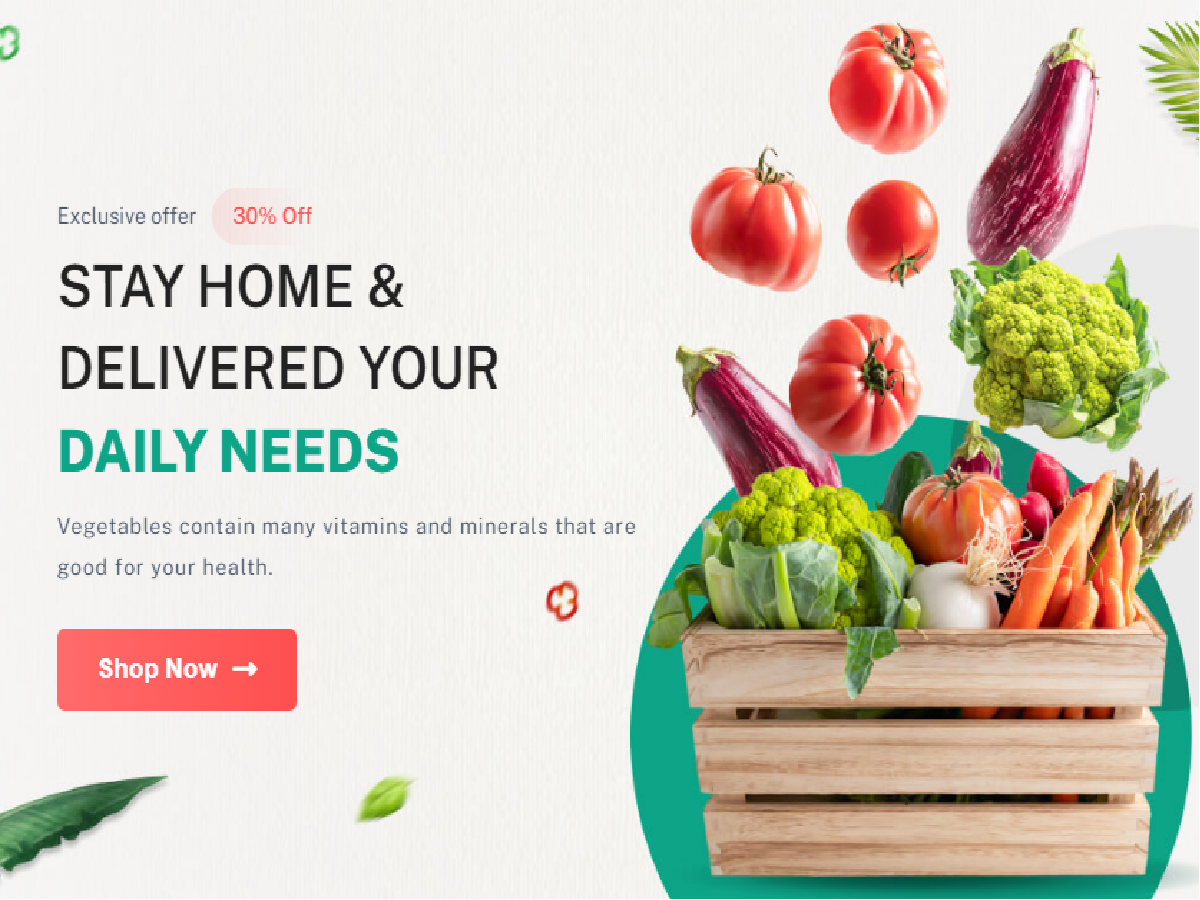 Exclusive offer 30% Off
STAY HOME &
DELIVERED YOUR
DAILY NEEDS
Vegetables contain many vitamins and minerals that are
good for your health.
Shop Now →